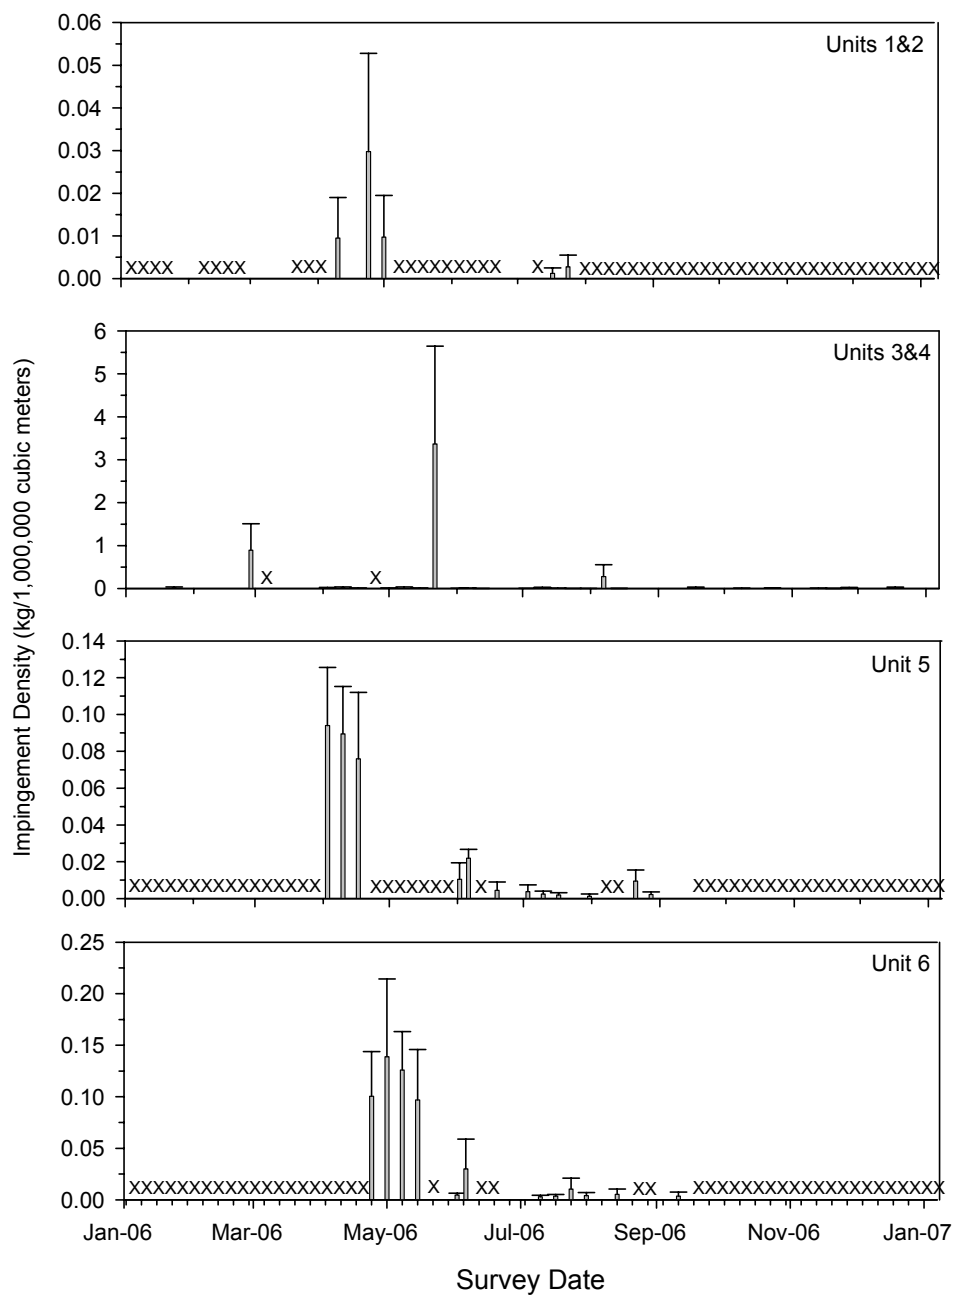 0.06
Units 1&2
0.05
0.04
0.03
0.02
0.01
XXXX XXXX XXX XXXXXXXXX X XXXXXXXXXXXXXXXXXXXXXXXXXXXXXX
0.00
6
Units 3&4
5
4
3
2
1
X X
0
Impingement Density (kg/1,000,000 cubic meters)
0.14
Unit 5
0.12
0.10
0.08
0.06
0.04
0.02
XXXXXXXXXXXXXXXX XXXXXXX X XX XXXXXXXXXXXXXXXXXXXXX
0.00
0.25
Unit 6
0.20
0.15
0.10
0.05
XXXXXXXXXXXXXXXXXXXX X XX XX XXXXXXXXXXXXXXXXXXXXX
0.00
Jan-06 Mar-06 May-06 Jul-06 Sep-06 Nov-06 Jan-07
Survey Date